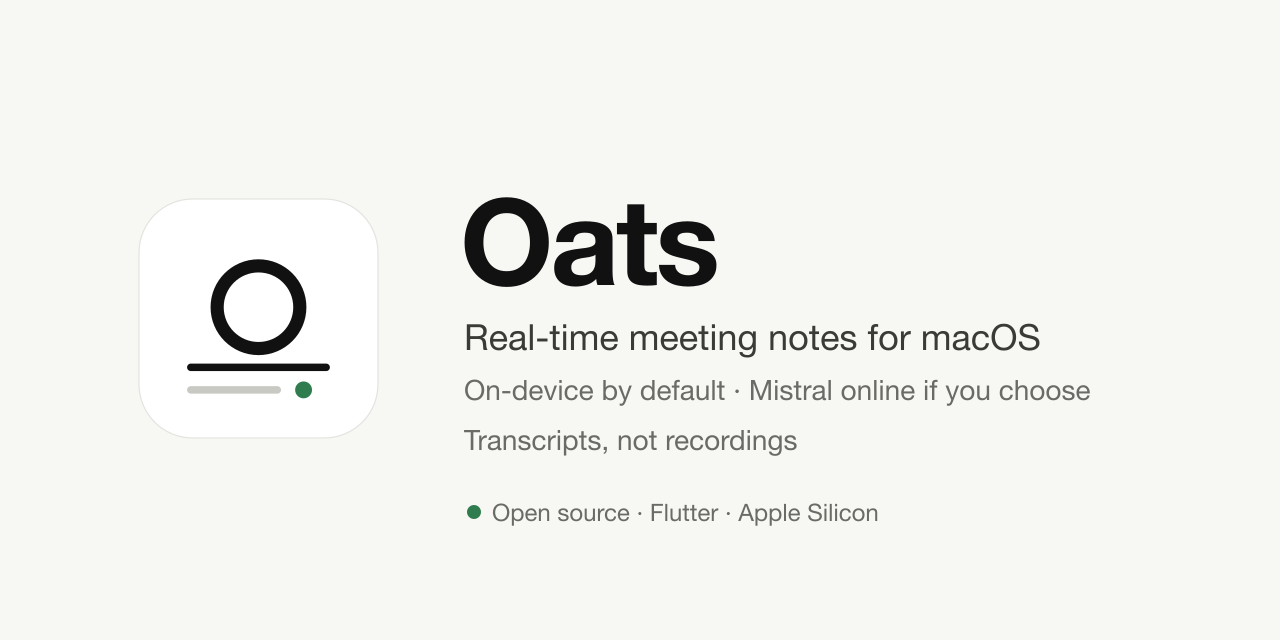 Oats
Real-time meeting notes for macOS
On-device by default · Mistral online if you choose
Transcripts, not recordings
Open source · Flutter · Apple Silicon